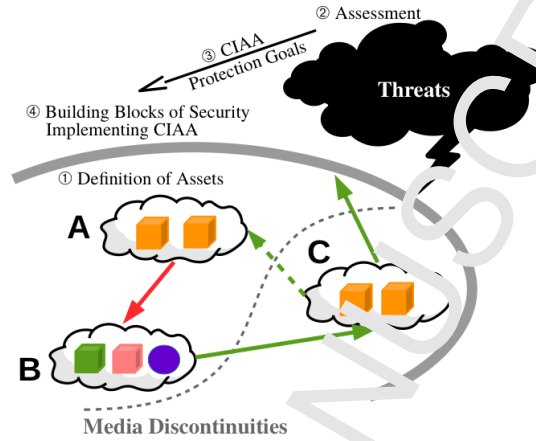 ② Assessment
③ CIAA
Protection Goals
Threats
④ Building Blocks of Security
Implementing CIAA
① Definition of Assets
A
C
B
Media Discontinuities